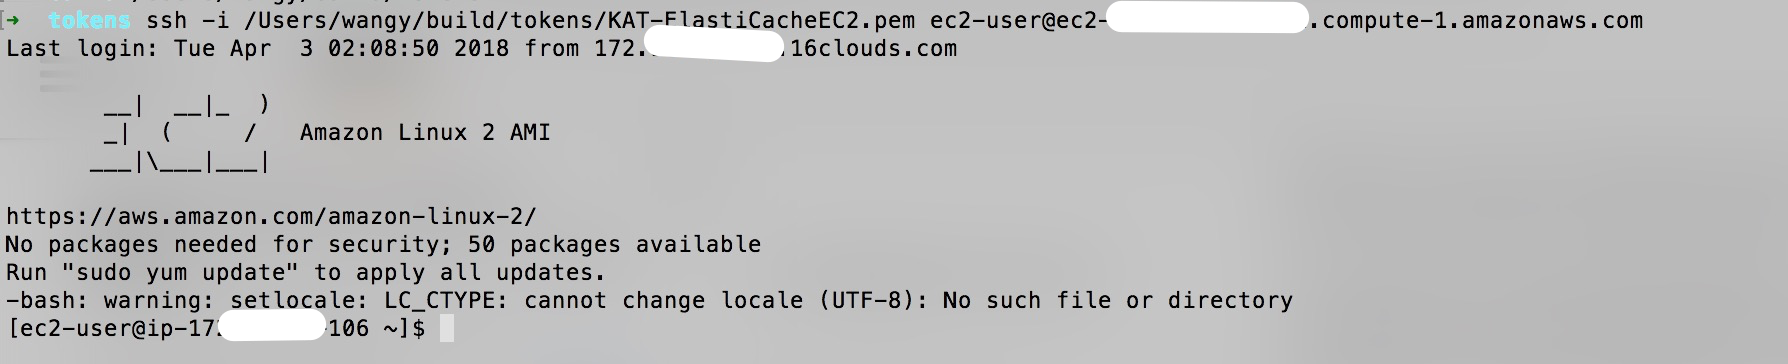 ➜  tokens ssh -i /Users/wangy/build/tokens/KAT-ElastiCacheEC2.pem ec2-user@ec2- .compute-1.amazonaws.com
Last login: Tue Apr  3 02:08:50 2018 from 172. 16clouds.com
       __|  __|_  )
       _|  (     /   Amazon Linux 2 AMI
      ___|\___|___|
https://aws.amazon.com/amazon-linux-2/
No packages needed for security; 50 packages available
Run "sudo yum update" to apply all updates.
-bash: warning: setlocale: LC_CTYPE: cannot change locale (UTF-8): No such file or directory
[ec2-user@ip-17 106 ~]$